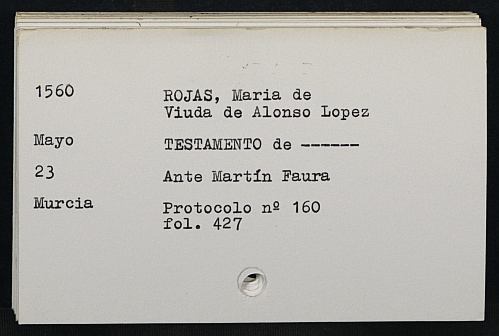 1560 ROJAS, Maria de
Viuda de Alonso Lopez
Mayo TESTAMENTO de ------
23 Ante Martín Faura
Murcia Protocolo nº 160
fol. 427